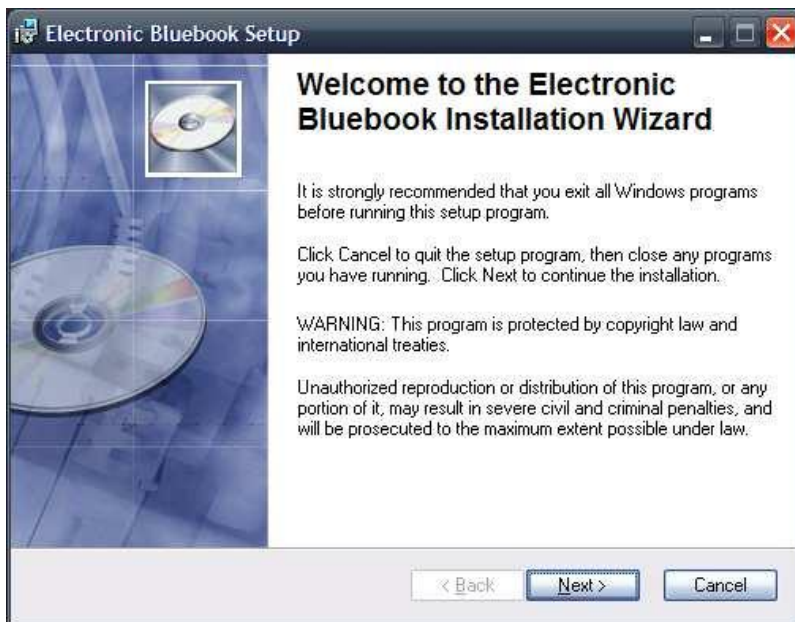 Electronic Bluebook Setup
Welcome to the Electronic
Bluebook Installation Wizard
It is strongly recommended that you exit all Windows programs
before running this setup program.
Click Cancel to quit the setup program, then close any programs
you have running. Click Next to continue the installation.
WARNING: This program is protected by copyright law and
international treaties.
Unauthorized reproduction or distribution of this program, or any
portion of it, may result in severe civil and criminal penalties, and
will be prosecuted to the maximum extent possible under law.
< Back Next > Cancel